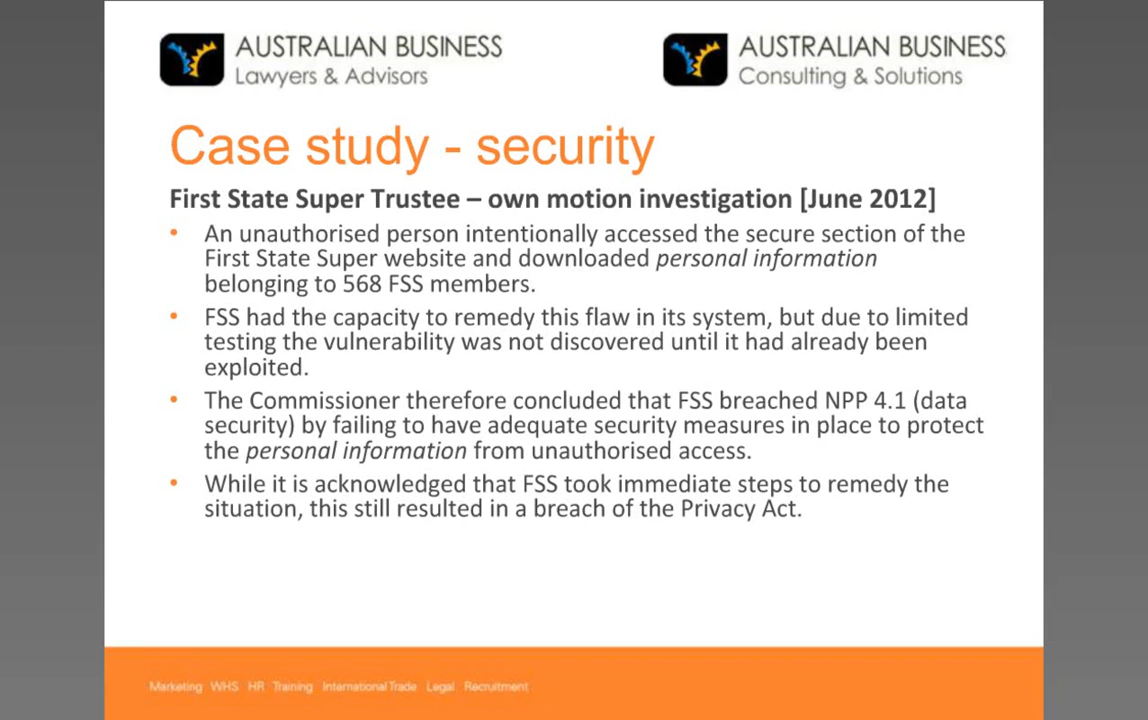 AUSTRALIAN BUSINESS
Lawyers & Advisors
AUSTRALIAN BUSINESS
Consulting & Solutions
Case study - security
First State Super Trustee – own motion investigation [June 2012]
• An unauthorised person intentionally accessed the secure section of the
First State Super website and downloaded personal information
belonging to 568 FSS members.
• FSS had the capacity to remedy this flaw in its system, but due to limited
testing the vulnerability was not discovered until it had already been
exploited.
• The Commissioner therefore concluded that FSS breached NPP 4.1 (data
security) by failing to have adequate security measures in place to protect
the personal information from unauthorised access.
• While it is acknowledged that FSS took immediate steps to remedy the
situation, this still resulted in a breach of the Privacy Act.
Marketing WHS HR Training International Trade Legal Recruitment